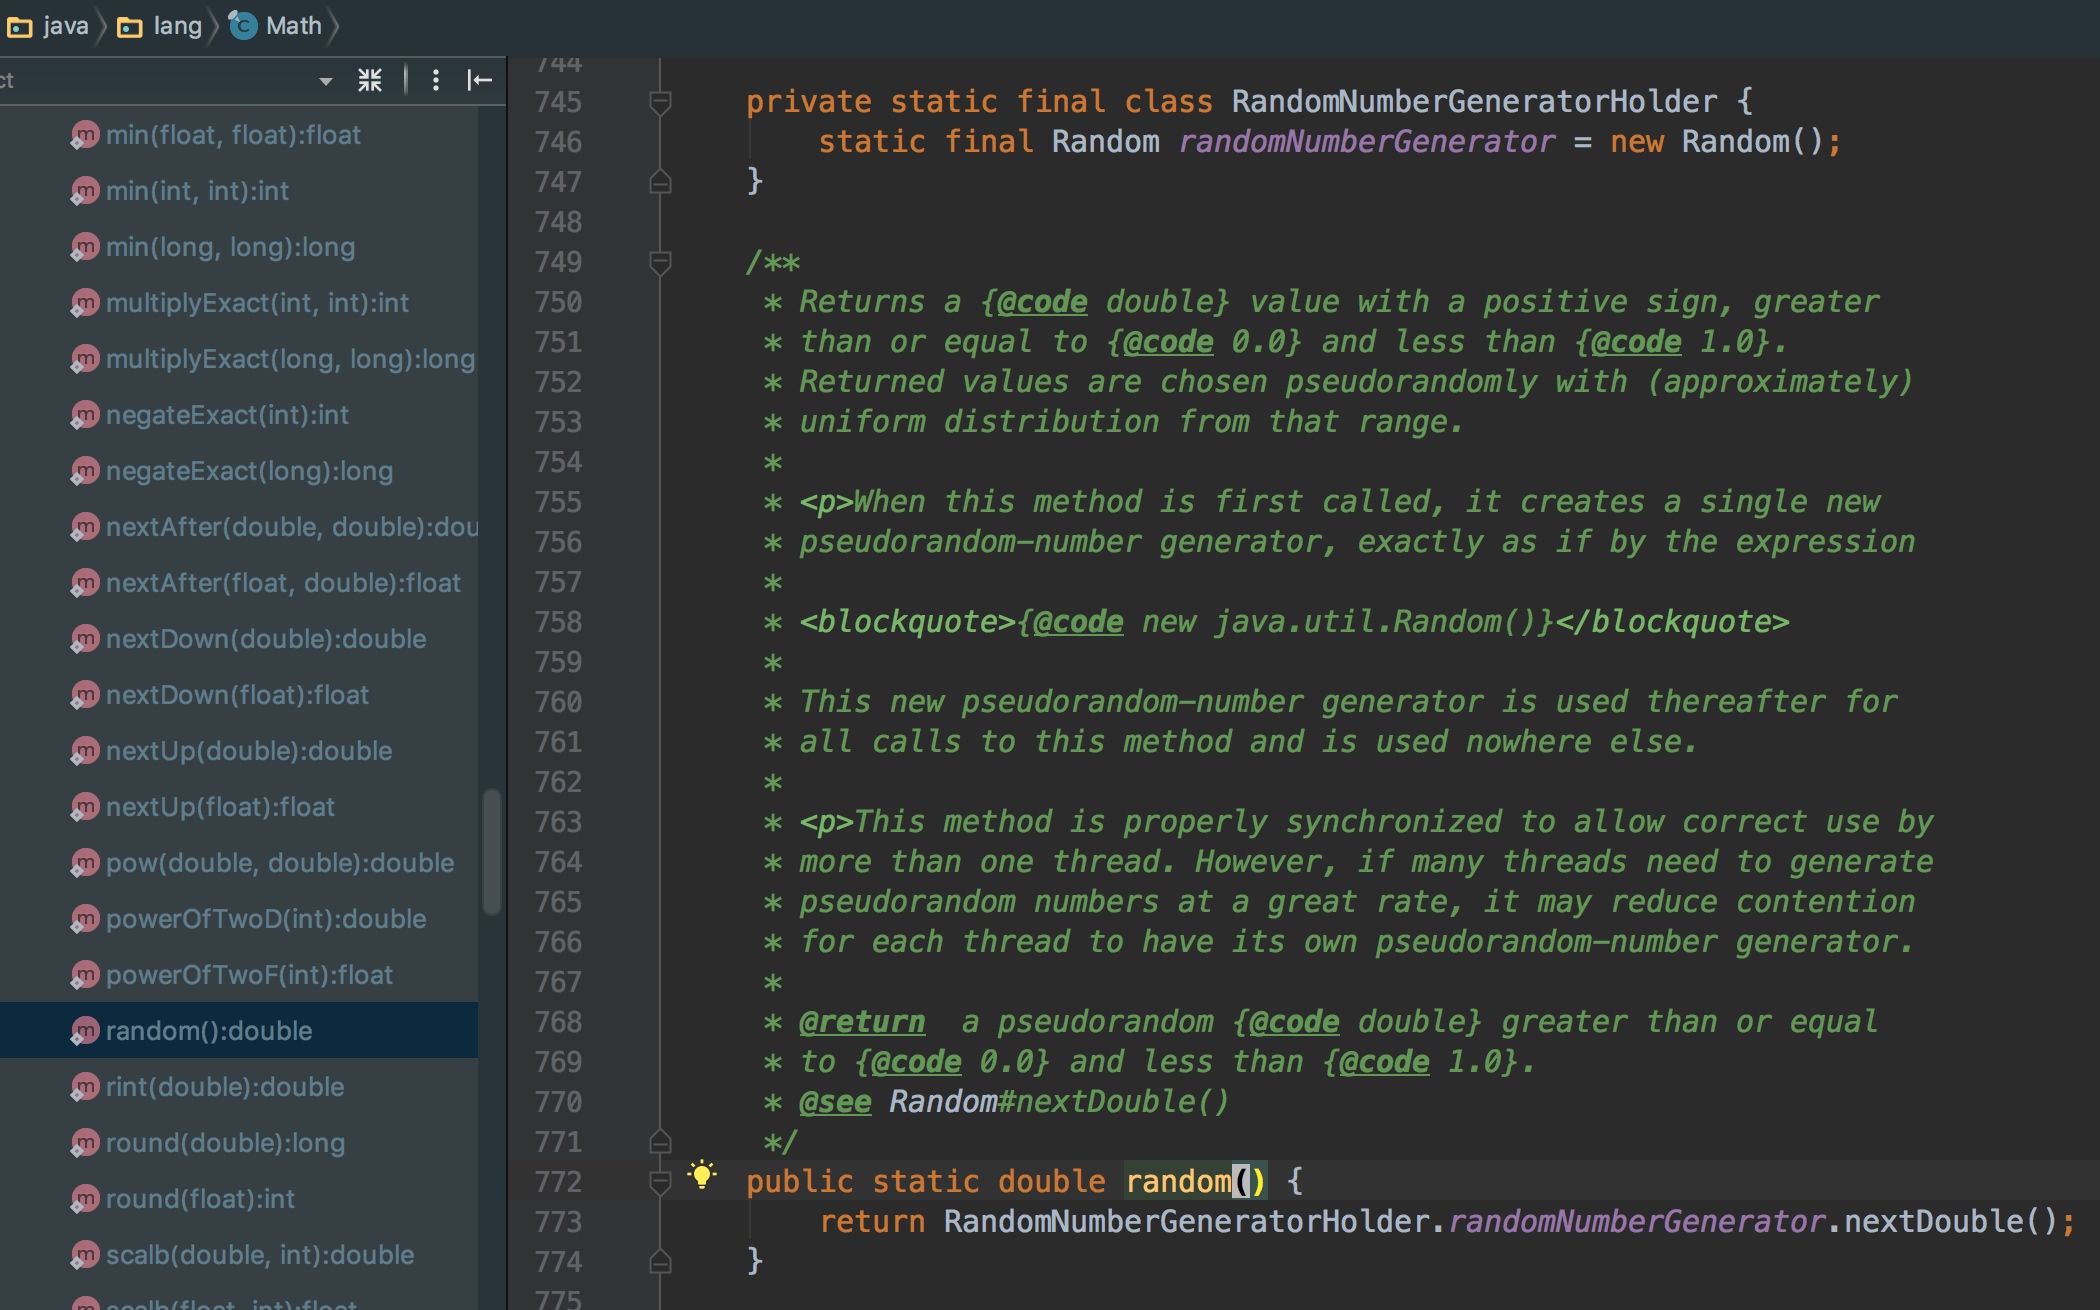 java lang Math
ct
min(float, float):float
min(int, int):int
min(long, long):long
multiplyExact(int, int):int
multiplyExact(long, long):long
negateExact(int):int
negateExact(long):long
nextAfter(double, double):dou
nextAfter(float, double):float
nextDown(double):double
nextDown(float):float
nextUp(double):double
nextUp(float):float
pow(double, double):double
powerOfTwoD(int):double
powerOfTwoF(int):float
random():double
rint(double):double
round(double):long
round(float):int
scalb(double, int):double
scalb(float, int):float
744
745 private static final class RandomNumberGeneratorHolder {
746 static final Random randomNumberGenerator = new Random();
747 }
748
749 /**
750 * Returns a {@code double} value with a positive sign, greater
751 * than or equal to {@code 0.0} and less than {@code 1.0}.
752 * Returned values are chosen pseudorandomly with (approximately)
753 * uniform distribution from that range.
754 *
755 * <p>When this method is first called, it creates a single new
756 * pseudorandom-number generator, exactly as if by the expression
757 *
758 * <blockquote>{@code new java.util.Random()}</blockquote>
759 *
760 * This new pseudorandom-number generator is used thereafter for
761 * all calls to this method and is used nowhere else.
762 *
763 * <p>This method is properly synchronized to allow correct use by
764 * more than one thread. However, if many threads need to generate
765 * pseudorandom numbers at a great rate, it may reduce contention
766 * for each thread to have its own pseudorandom-number generator.
767 *
768 * @return  a pseudorandom {@code double} greater than or equal
769 * to {@code 0.0} and less than {@code 1.0}.
770 * @see Random#nextDouble()
771 */
772 public static double random() {
773 return RandomNumberGeneratorHolder.randomNumberGenerator.nextDouble();
774 }
775